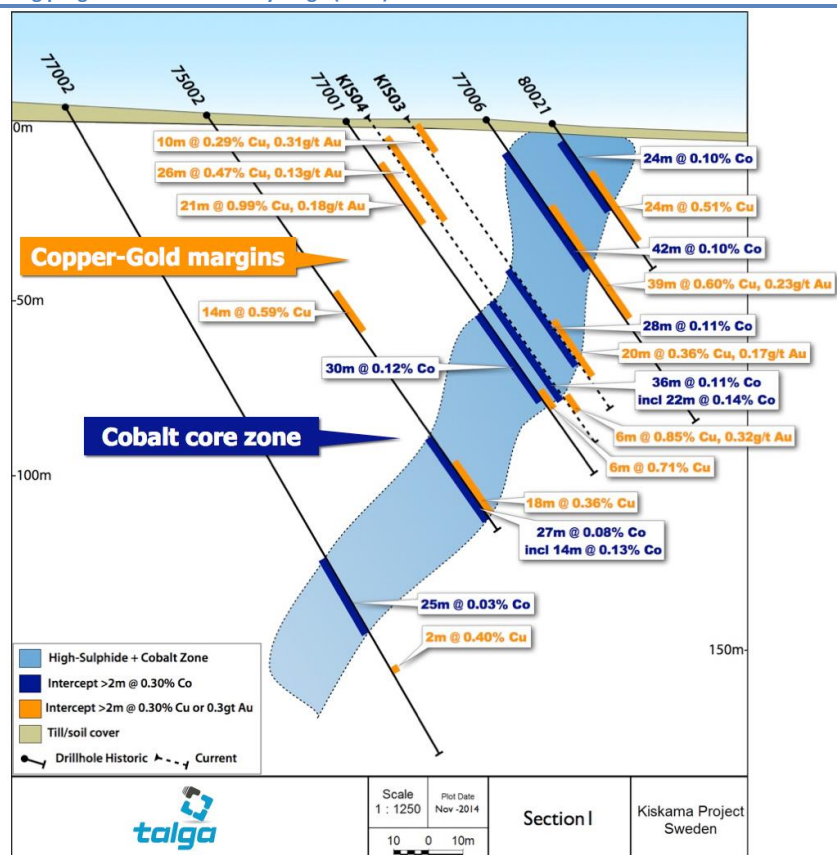 77002
75002
77001
KIS04
KIS03
77006
80021
0m
10m @ 0.29% Cu, 0.31g/t Au
26m @ 0.47% Cu, 0.13g/t Au
21m @ 0.99% Cu, 0.18g/t Au
24m @ 0.10% Co
24m @ 0.51% Cu
42m @ 0.10% Co
Copper-Gold margins
39m @ 0.60% Cu, 0.23g/t Au
-50m
14m @ 0.59% Cu
28m @ 0.11% Co
20m @ 0.36% Cu, 0.17g/t Au
30m @ 0.12% Co
36m @ 0.11% Co
incl 22m @ 0.14% Co
Cobalt core zone
6m @ 0.85% Cu, 0.32g/t Au
6m @ 0.71% Cu
-100m
18m @ 0.36% Cu
27m @ 0.08% Co
incl 14m @ 0.13% Co
25m @ 0.03% Co
2m @ 0.40% Cu
150m-
High-Sulphide + Cobalt Zone
Intercept >2m @ 0.30% Co
Intercept >2m @ 0.30% Cu or 0.3gt Au
Till/soil cover
Drillhole Historic
Current
talga
Scale
1 : 1250
Plot Date
Nov -2014
10 0 10m
Section I
Kiskama Project
Sweden